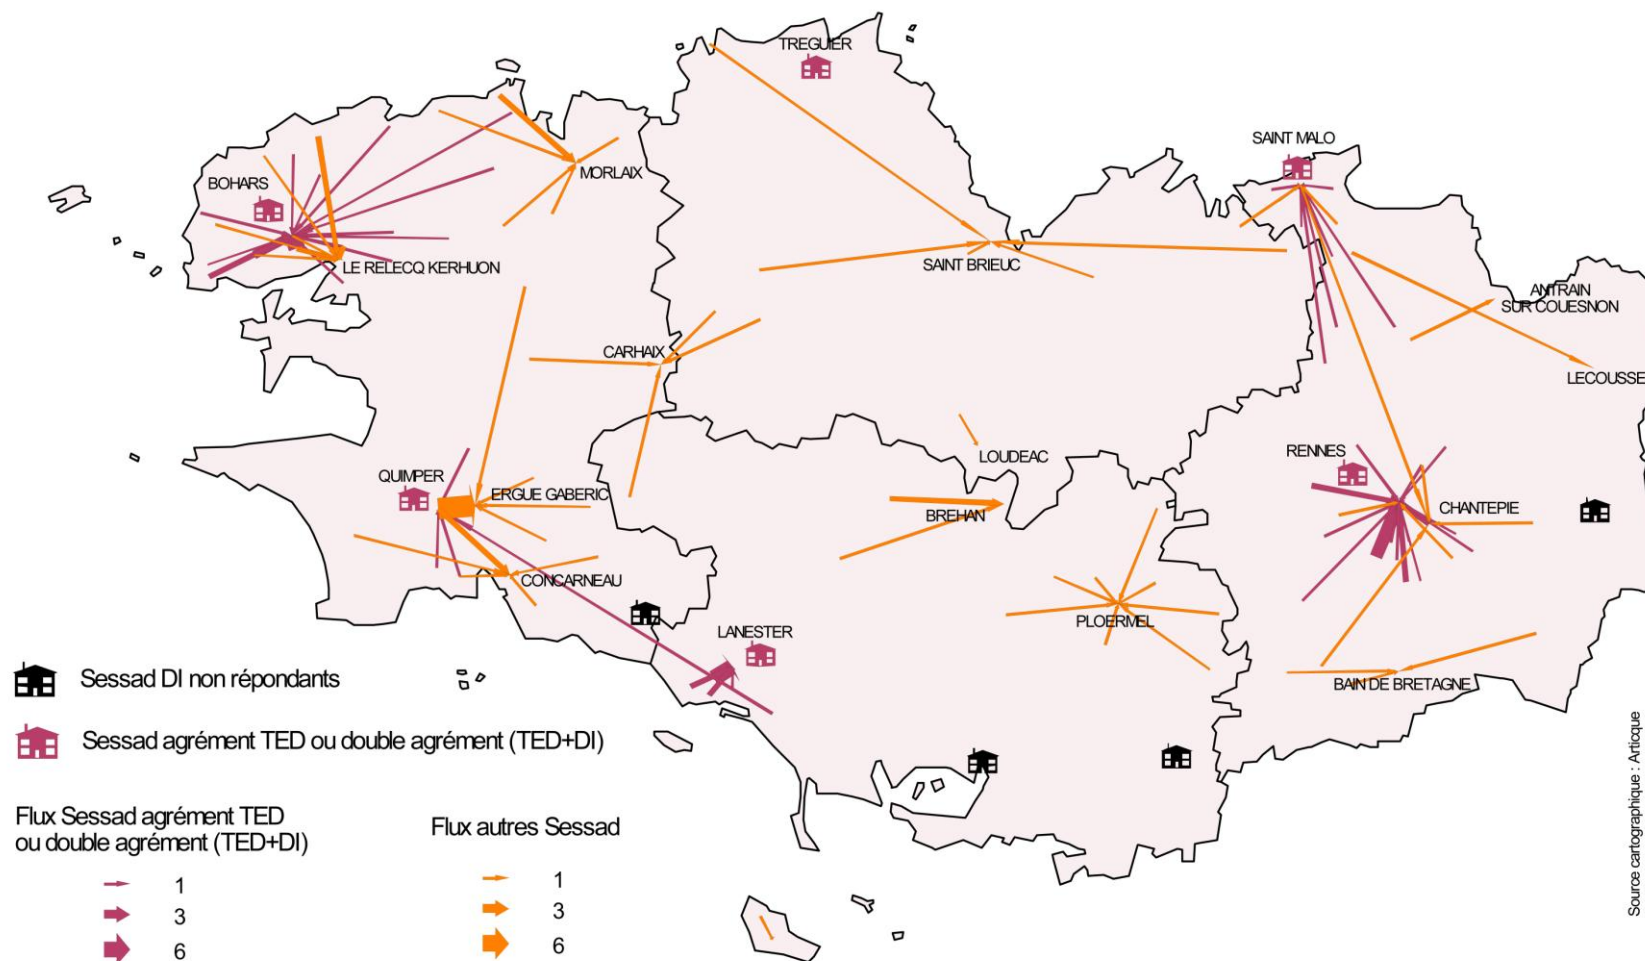 TREGUIER
SAINT MALO
MORLAIX
BOHARS
LE RELECQ KERHUON
SAINT BRIEUC
ANTRAIN
SUR COUESNON
CARHAIX
LECOUSSE
LOUDEAC
RENNES
QUIMPER
ERGUE GABERIC
BREHAN
CHANTEPIE
CONCARNEAU
PLOERMEL
LANESTER
BAIN DE BRETAGNE
Sessad DI non répondants
Sessad agrément TED ou double agrément (TED+DI)
Flux Sessad agrément TED
ou double agrément (TED+DI)
1
3
6
Flux autres Sessad
1
3
6
Source cartographique : Articque